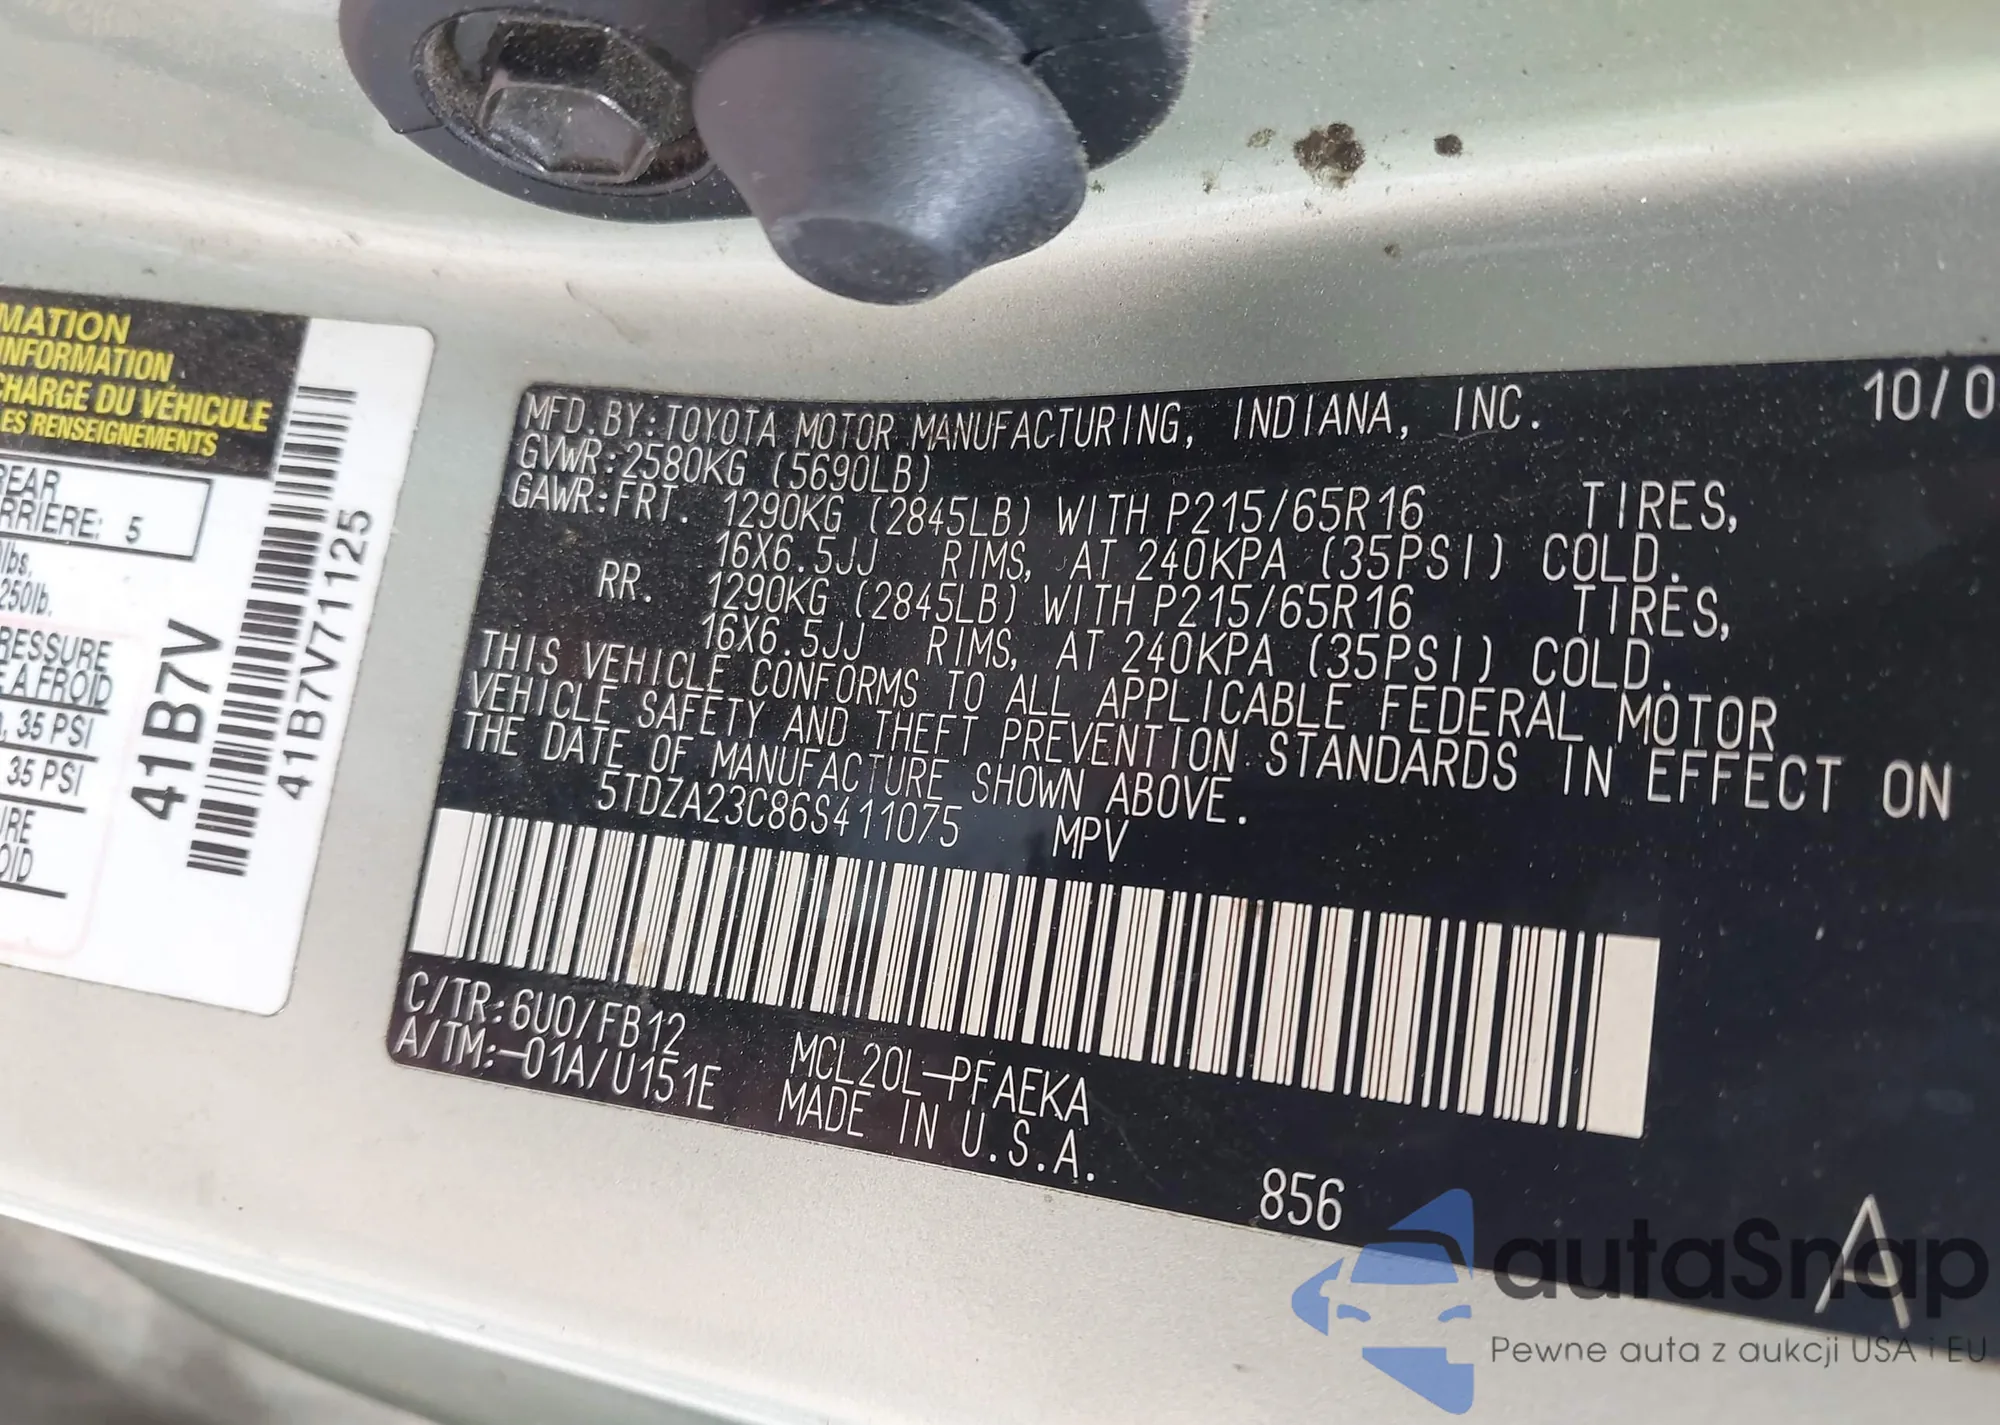 MATION
INFORMATION
CHARGE DU VÉHICULE
LES RENSEIGNEMENTS
REAR
ARRIÈRE: 5
lbs,
250lb.
PRESSURE
À FROID
35 PSI
35 PSI
41B7V
41B7V71125
MFD.BY:TOYOTA MOTOR MANUFACTURING, INDIANA, INC. 10/0
GVWR:2580KG (5690LB)
GAWR:FRT. 1290KG (2845LB) WITH P215/65R16 TIRES,
16X6.5JJ RIMS, AT 240KPA (35PSI) COLD.
RR. 1290KG (2845LB) WITH P215/65R16 TIRES,
16X6.5JJ RIMS, AT 240KPA (35PSI) COLD.
THIS VEHICLE CONFORMS TO ALL APPLICABLE FEDERAL MOTOR
VEHICLE SAFETY AND THEFT PREVENTION STANDARDS IN EFFECT ON
THE DATE OF MANUFACTURE SHOWN ABOVE.
5TDZA23C86S411075 MPV
C/TR:6U0/FB12 MCL20L-PFAEKA
A/TM:-01A/U151E MADE IN U.S.A.
856
A
autoSnap
Pewne auta z aukcji USA i EU